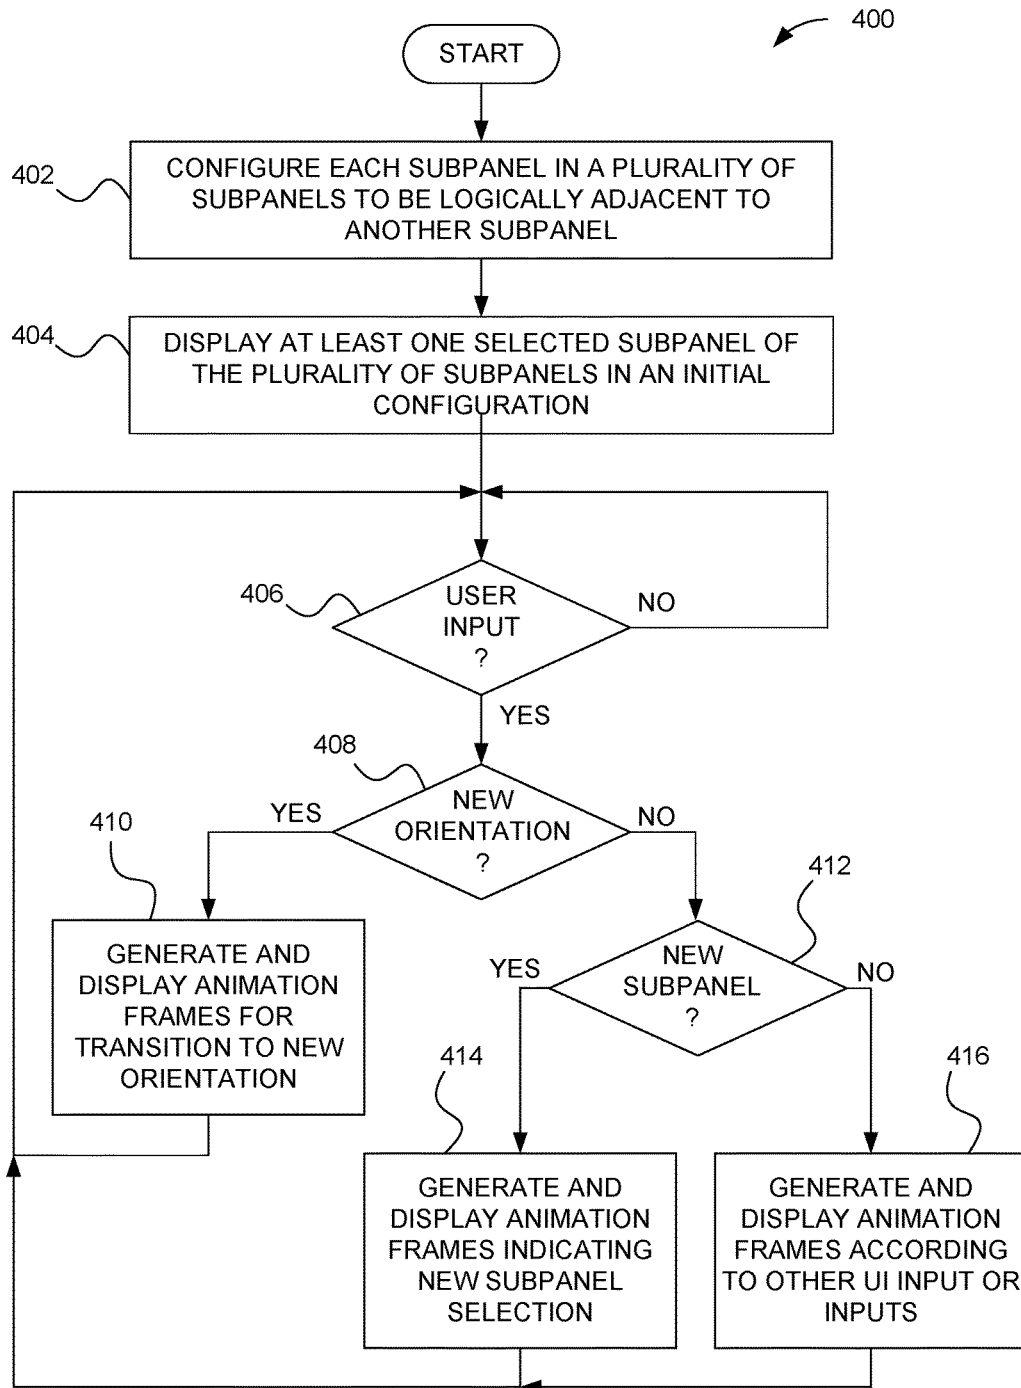 400
START
402
CONFIGURE EACH SUBPANEL IN A PLURALITY OF
SUBPANELS TO BE LOGICALLY ADJACENT TO
ANOTHER SUBPANEL
404
DISPLAY AT LEAST ONE SELECTED SUBPANEL OF
THE PLURALITY OF SUBPANELS IN AN INITIAL
CONFIGURATION
406
USER
INPUT
?
NO
YES
408
NEW
ORIENTATION
?
YES
NO
410
GENERATE AND
DISPLAY ANIMATION
FRAMES FOR
TRANSITION TO NEW
ORIENTATION
412
NEW
SUBPANEL
?
YES
NO
414
GENERATE AND
DISPLAY ANIMATION
FRAMES INDICATING
NEW SUBPANEL
SELECTION
416
GENERATE AND
DISPLAY ANIMATION
FRAMES ACCORDING
TO OTHER UI INPUT OR
INPUTS